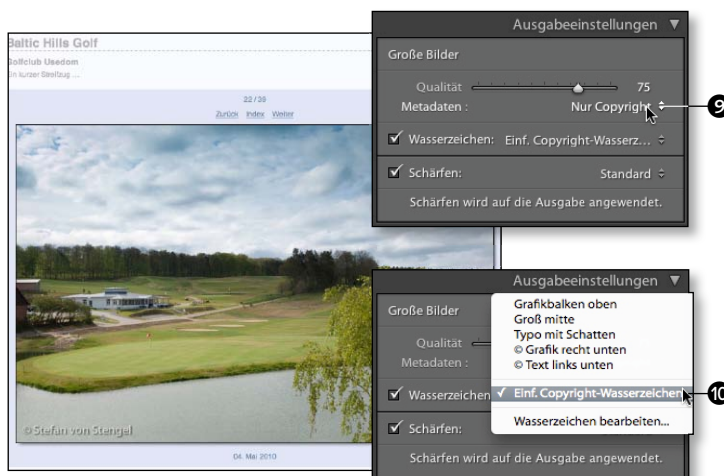 Baltic Hills Golf
Golfclub Usedom
Ein kurzer Streifzug ...
22 / 39
Zurück Index Weiter
© Stefan von Stengel
04. Mai 2010
Ausgabeeinstellungen
Große Bilder
Qualität 75
Metadaten : Nur Copyright
9
Wasserzeichen: Einf. Copyright-Wasserz...
Schärfen: Standard
Schärfen wird auf die Ausgabe angewendet.
Ausgabeeinstellungen
Große Bilder
Qualität
Metadaten :
Wasserzeichen
Schärfen:
Schärfen wird auf die Ausgabe angewendet.
Grafikbalken oben
Groß mitte
Typo mit Schatten
© Grafik recht unten
© Text links unten
✓ Einf. Copyright-Wasserzeichen
10
Wasserzeichen bearbeiten...